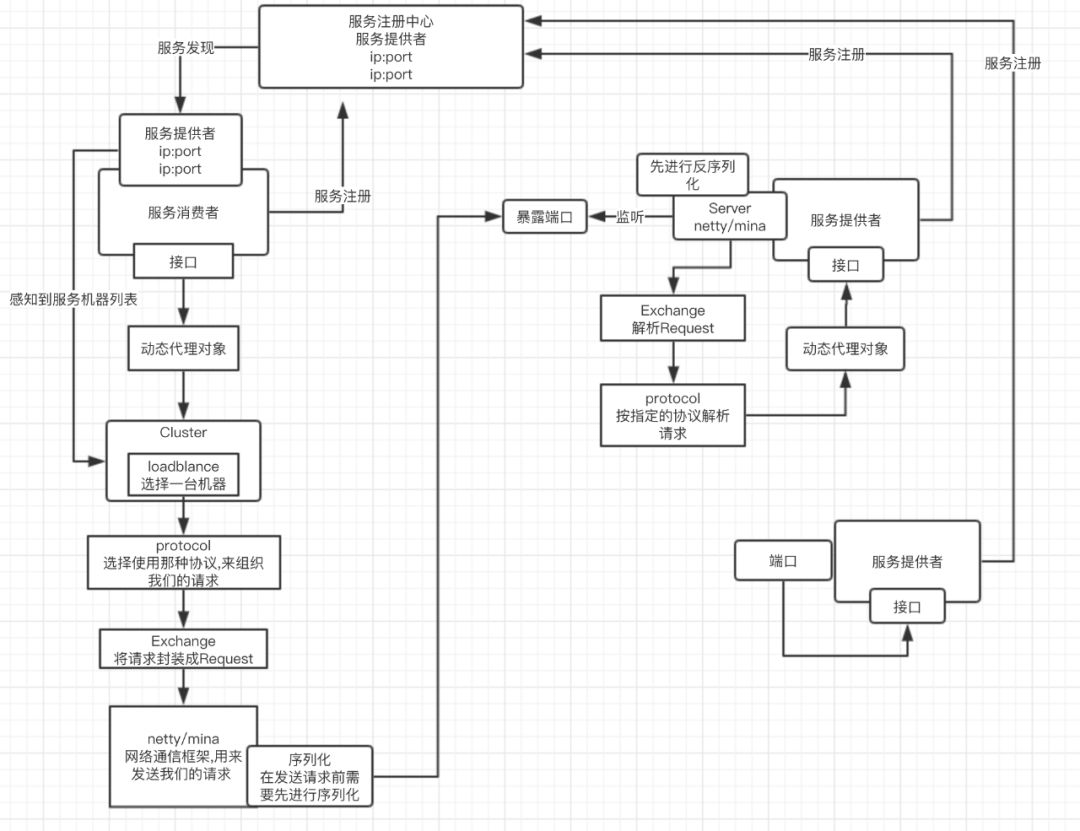 服务注册中心
服务提供者
ip:port
ip:port
服务发现
服务注册
服务注册
服务提供者
ip:port
ip:port
服务消费者
接口
服务注册
感知到服务机器列表
动态代理对象
Cluster
loadblance
选择一台机器
protocol
选择使用那种协议,来组织
我们的请求
Exchange
将请求封装成Request
netty/mina
网络通信框架,用来
发送我们的请求
序列化
在发送请求前需
要先进行序列化
暴露端口
监听
先进行反序列
化
Server
netty/mina
服务提供者
接口
Exchange
解析Request
动态代理对象
protocol
按指定的协议解析
请求
端口
服务提供者
接口